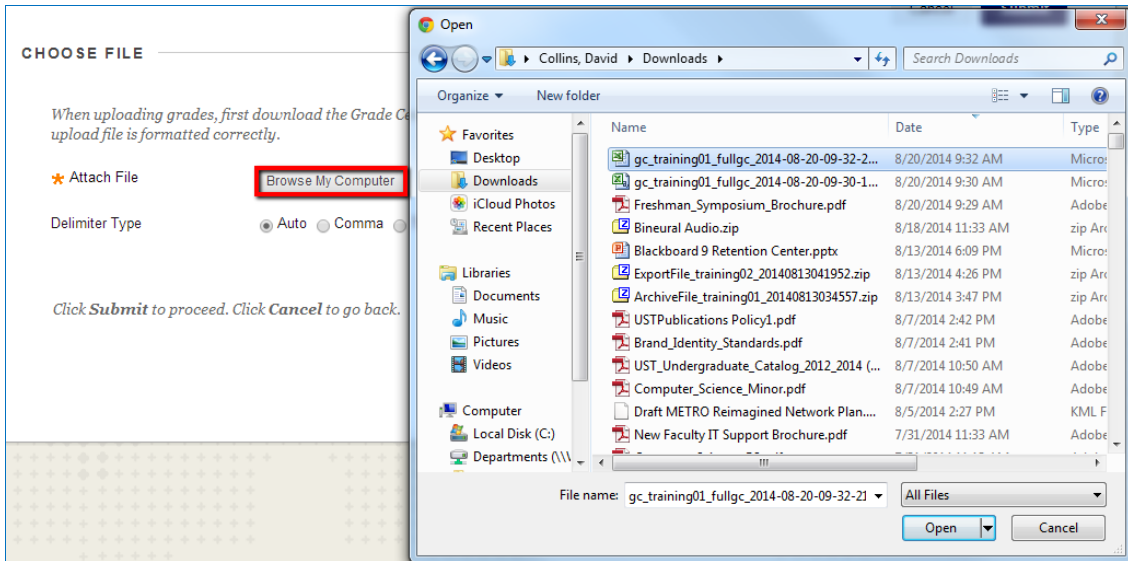 Open
Collins, David
Downloads
Search Downloads
CHOOSE FILE
Organize
New folder
When uploading grades, first download the Grade Ce
upload file is formatted correctly.
Attach File
Browse My Computer
Delimiter Type
Auto
Comma
Click Submit to proceed. Click Cancel to go back.
Favorites
Desktop
Downloads
iCloud Photos
Recent Places
Libraries
Documents
Music
Pictures
Videos
Computer
Local Disk (C:)
Departments (\\\
Name Date Type
gc_training01_fullgc_2014-08-20-09-32-2... 8/20/2014 9:32 AM Micros
gc_training01_fullgc_2014-08-20-09-30-1... 8/20/2014 9:30 AM Micros
Freshman_Symposium_Brochure.pdf 8/20/2014 9:29 AM Adobe
Bineural Audio.zip 8/18/2014 11:33 AM zip Arc
Blackboard 9 Retention Center.pptx 8/13/2014 6:09 PM Micros
ExportFile_training02_20140813041952.zip 8/13/2014 4:26 PM zip Arc
ArchiveFile_training01_20140813034557.zip 8/13/2014 3:47 PM zip Arc
USTPublications Policy1.pdf 8/7/2014 2:42 PM Adobe
Brand_Identity_Standards.pdf 8/7/2014 2:41 PM Adobe
UST_Undergraduate_Catalog_2012_2014 (... 8/7/2014 10:50 AM Adobe
Computer_Science_Minor.pdf 8/7/2014 10:49 AM Adobe
Draft METRO Reimagined Network Plan.... 8/5/2014 2:27 PM KML F
New Faculty IT Support Brochure.pdf 7/31/2014 11:33 AM Adobe
File name: gc_training01_fullgc_2014-08-20-09-32-21
All Files
Open
Cancel